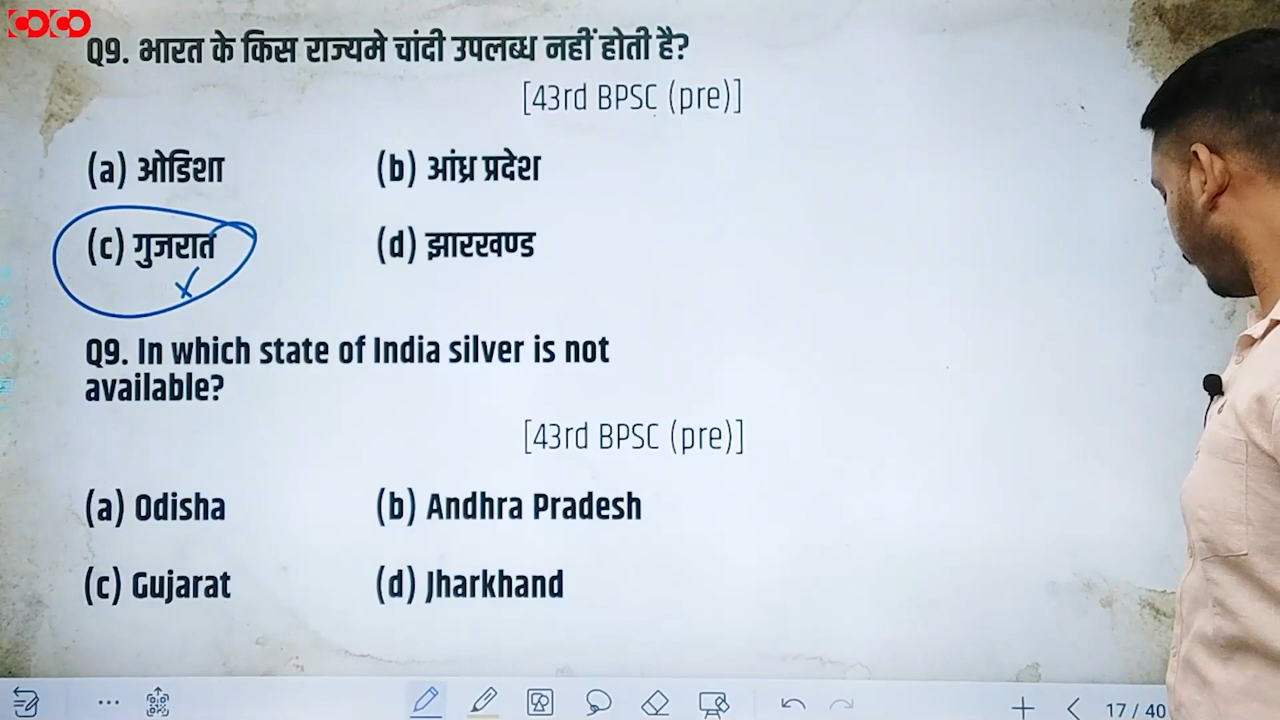 COCO
Q9. भारत के किस राज्यमे चांदी उपलब्ध नहीं होती है?
[43rd BPSC (pre)]
(a) ओडिशा (b) आंध्र प्रदेश
(c) गुजरात (d) झारखण्ड
Q9. In which state of India silver is not
available?
[43rd BPSC (pre)]
(a) Odisha (b) Andhra Pradesh
(c) Gujarat (d) Jharkhand
17 / 40